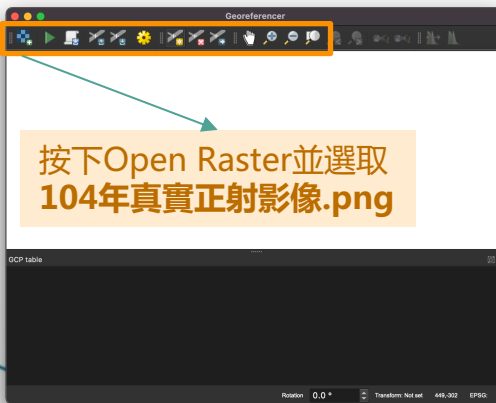 Georeferencer
按下Open Raster並選取
104年真實正射影像.png
GCP table
Rotation 0.0 ° Transform: Not set 449,-302 EPSG: